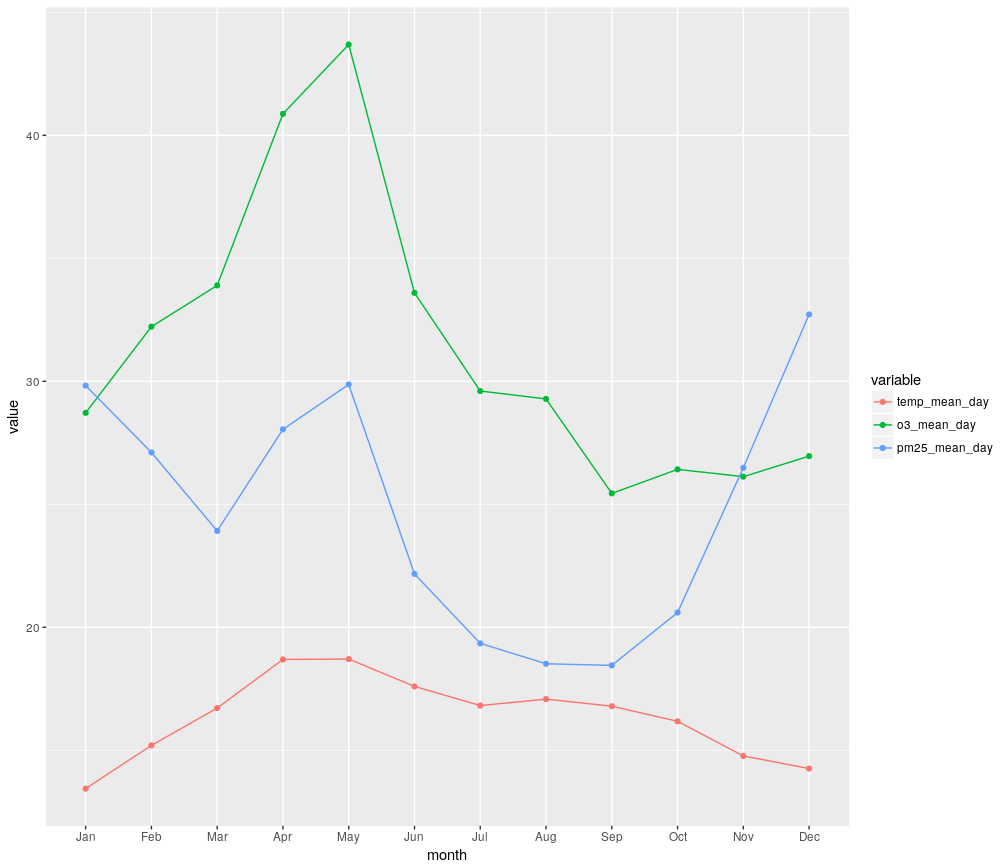 value
40
30
20
Jan Feb Mar Apr May Jun Jul Aug Sep Oct Nov Dec
month
variable
temp_mean_day
o3_mean_day
pm25_mean_day